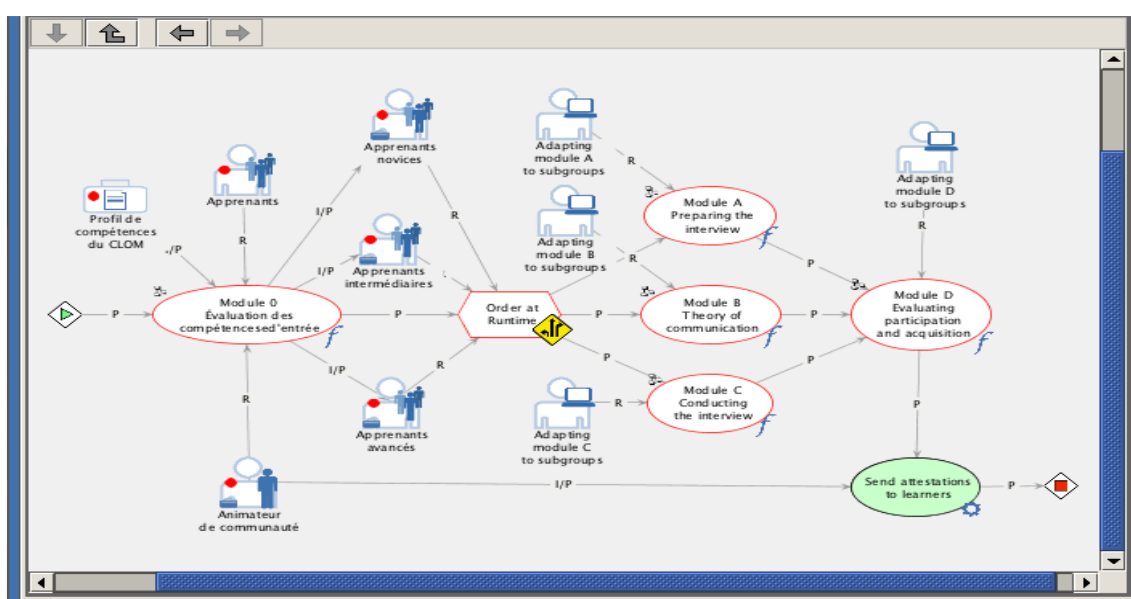 Apprenants
novices
Adapting
module A
to subgroups
Adapting
module D
to subgroups
R
Apprenants
Profil de
compétences
du CLOM
I/P
R
Module A
Preparing the
interview
R
R
Adapting
module B
to subgroups
R
P
I/P
Apprenants
intermédiaires
R
Module 0
Évaluation des
compétencesed'entrée
P
P
Order at
Runtime
P
Module B
Theory of
communication
P
Module D
Evaluating
participation
and acquisition
I/P
R
P
P
Module C
Conducting
the interview
R
R
Apprenants
avancés
Adapting
module C
to subgroups
P
Animateur
de communauté
I/P
Send attestations
to learners
P